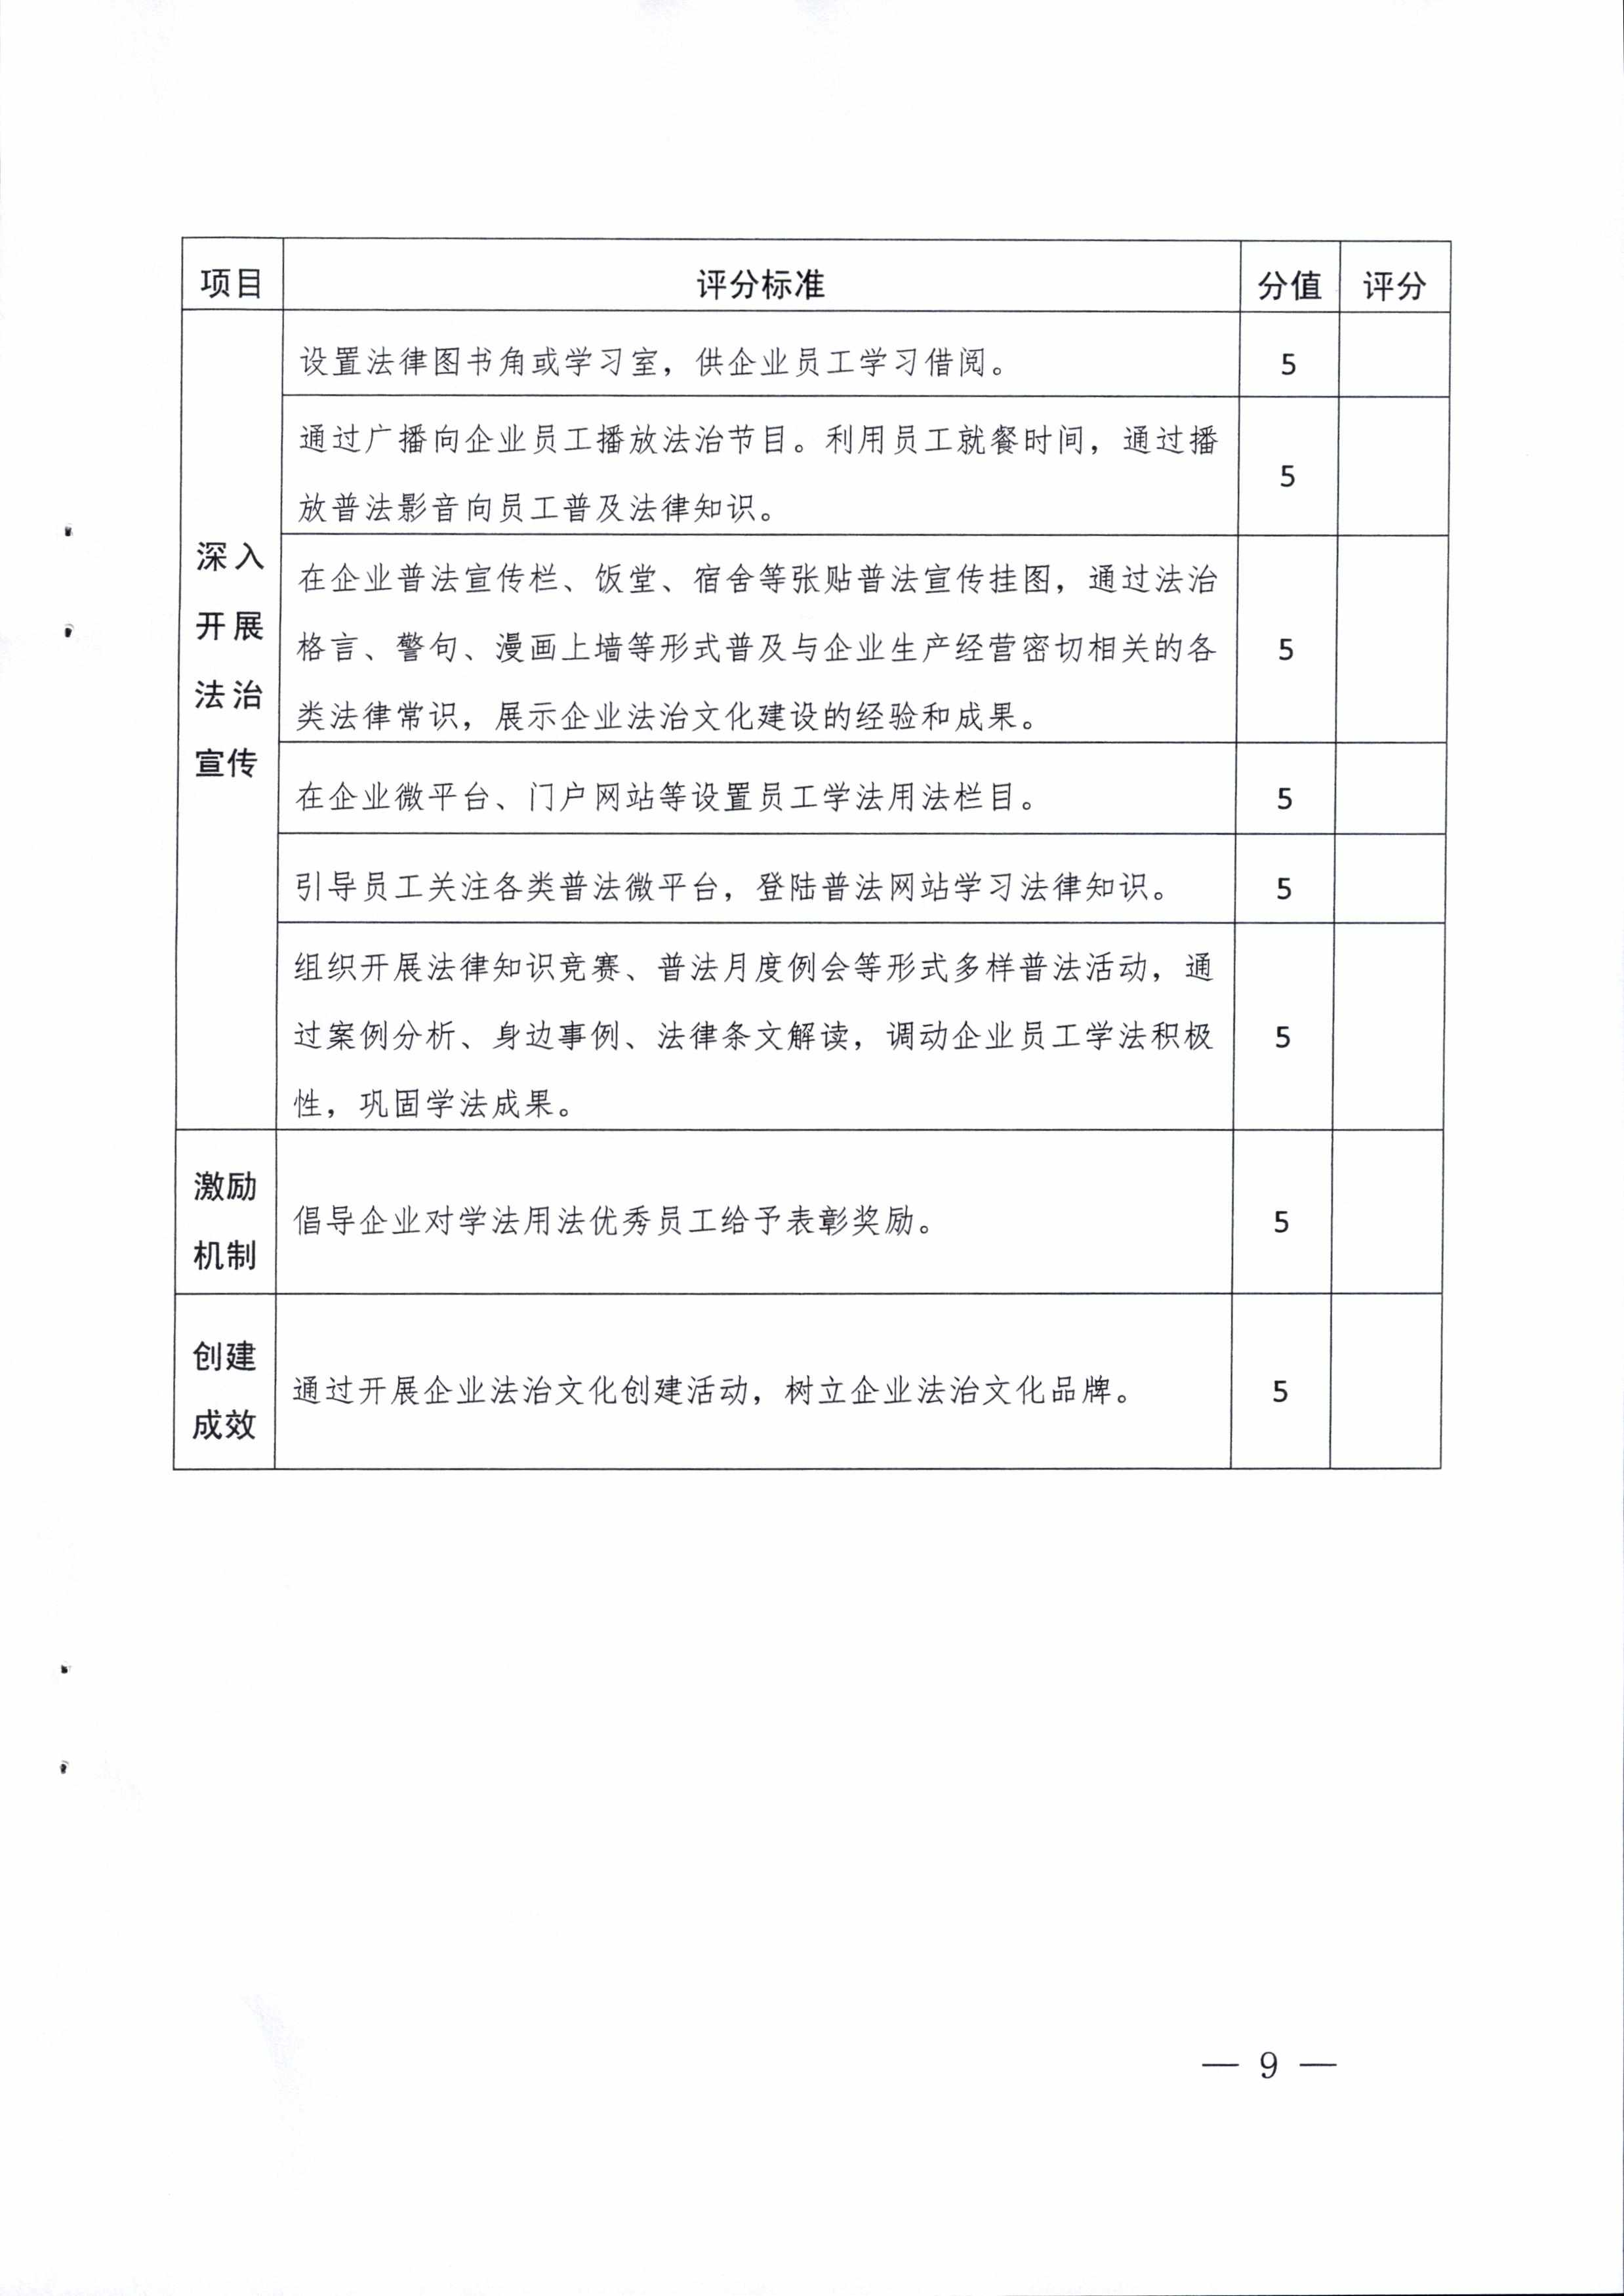 项目 评分标准 分值 评分
深入
开展
法治
宣传
设置法律图书角或学习室，供企业员工学习借阅。 5
通过广播向企业员工播放法治节目。利用员工就餐时间，通过播
放普法影音向员工普及法律知识。 5
在企业普法宣传栏、饭堂、宿舍等张贴普法宣传挂图，通过法治
格言、警句、漫画上墙等形式普及与企业生产经营密切相关的各
类法律常识，展示企业法治文化建设的经验和成果。 5
在企业微平台、门户网站等设置员工学法用法栏目。 5
引导员工关注各类普法微平台，登陆普法网站学习法律知识。 5
组织开展法律知识竞赛、普法月度例会等形式多样普法活动，通
过案例分析、身边事例、法律条文解读，调动企业员工学法积极
性，巩固学法成果。 5
激励
机制
倡导企业对学法用法优秀员工给予表彰奖励。 5
创建
成效
通过开展企业法治文化创建活动，树立企业法治文化品牌。 5
— 9 —